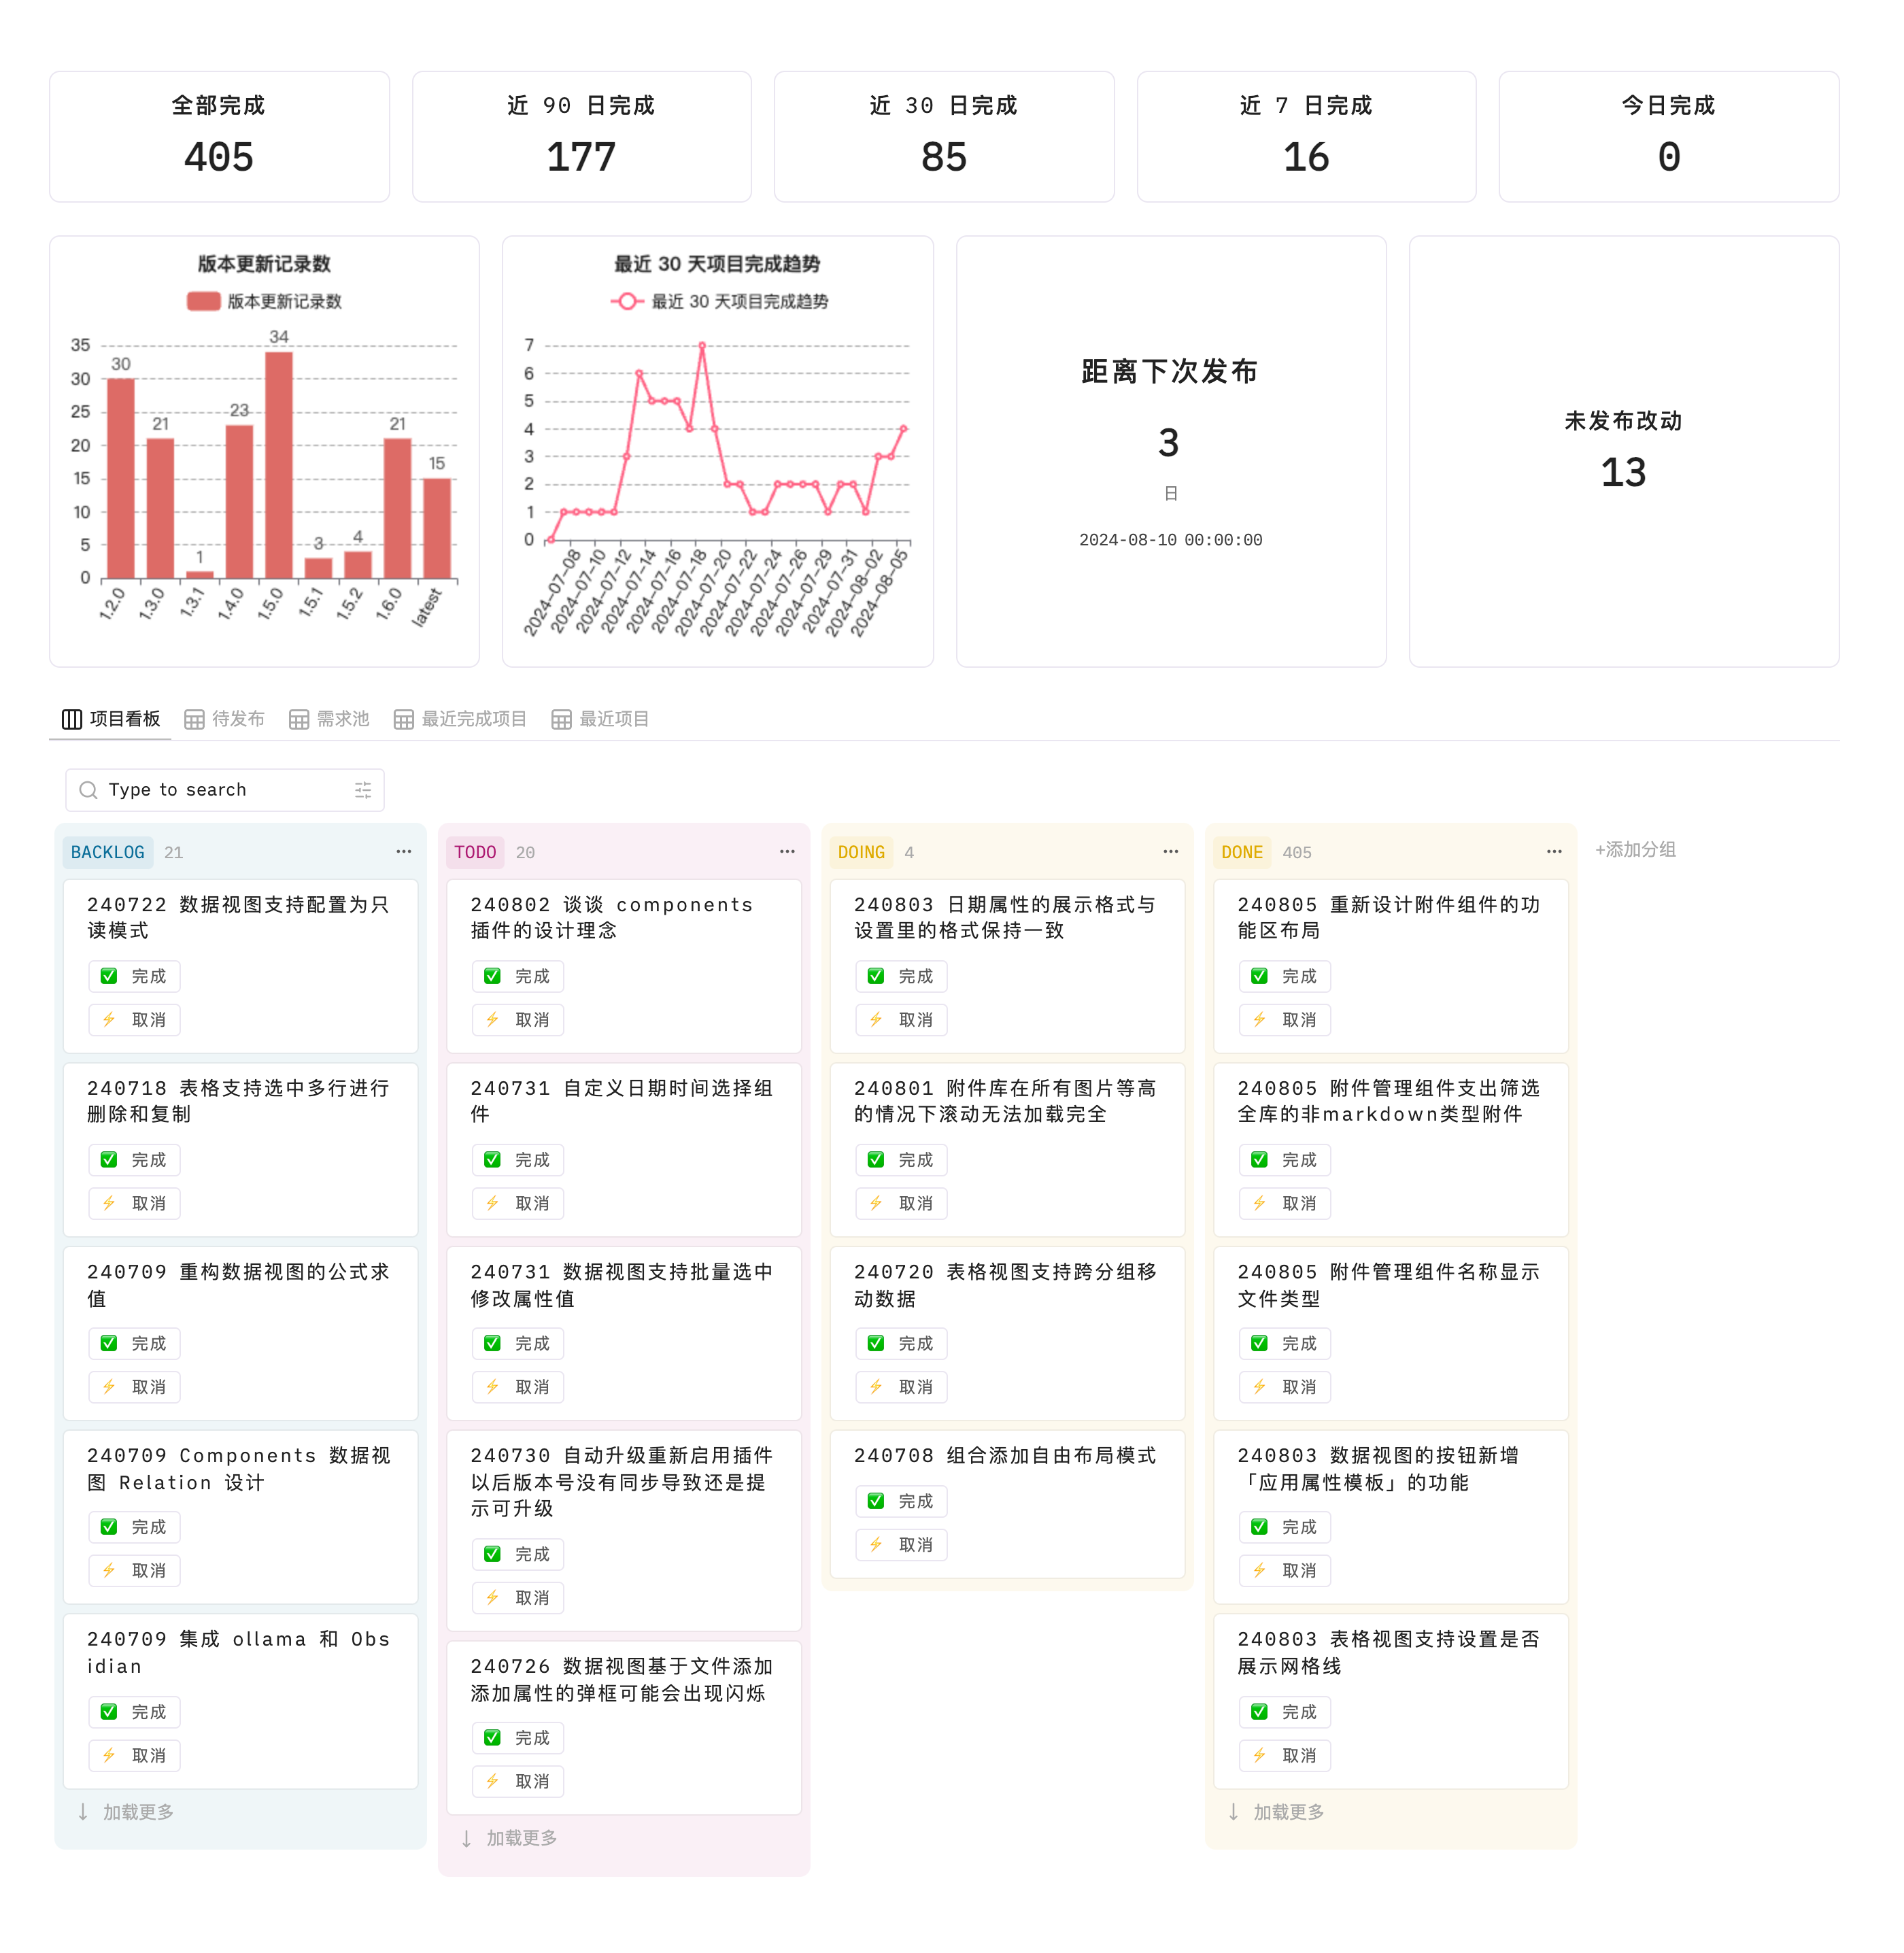 全部完成
405
近 90 日完成
177
近 30 日完成
85
近 7 日完成
16
今日完成
0
版本更新记录数
版本更新记录数
35
30
25
20
15
10
5
0
30
21
1
23
34
3
4
21
15
1.2.0
1.3.0
1.3.1
1.4.0
1.5.0
1.5.1
1.5.2
1.6.0
latest
最近 30 天项目完成趋势
最近 30 天项目完成趋势
7
6
5
4
3
2
1
0
2024-07-08
2024-07-10
2024-07-12
2024-07-14
2024-07-16
2024-07-18
2024-07-20
2024-07-22
2024-07-24
2024-07-26
2024-07-29
2024-07-31
2024-08-02
2024-08-05
距离下次发布
3
日
2024-08-10 00:00:00
未发布改动
13
项目看板
待发布
需求池
最近完成项目
最近项目
Type to search
BACKLOG 21
240722 数据视图支持配置为只
读模式
✅ 完成
⚡ 取消
240718 表格支持选中多行进行
删除和复制
✅ 完成
⚡ 取消
240709 重构数据视图的公式求
值
✅ 完成
⚡ 取消
240709 Components 数据视
图 Relation 设计
✅ 完成
⚡ 取消
240709 集成 ollama 和 Obs
idian
✅ 完成
⚡ 取消
↓ 加载更多
TODO 20
240802 谈谈 components
插件的设计理念
✅ 完成
⚡ 取消
240731 自定义日期时间选择组
件
✅ 完成
⚡ 取消
240731 数据视图支持批量选中
修改属性值
✅ 完成
⚡ 取消
240730 自动升级重新启用插件
以后版本号没有同步导致还是提
示可升级
✅ 完成
⚡ 取消
240726 数据视图基于文件添加
添加属性的弹框可能会出现闪烁
✅ 完成
⚡ 取消
↓ 加载更多
DOING 4
240803 日期属性的展示格式与
设置里的格式保持一致
✅ 完成
⚡ 取消
240801 附件库在所有图片等高
的情况下滚动无法加载完全
✅ 完成
⚡ 取消
240720 表格视图支持跨分组移
动数据
✅ 完成
⚡ 取消
240708 组合添加自由布局模式
✅ 完成
⚡ 取消
DONE 405
240805 重新设计附件组件的功
能区布局
✅ 完成
⚡ 取消
240805 附件管理组件支出筛选
全库的非markdown类型附件
✅ 完成
⚡ 取消
240805 附件管理组件名称显示
文件类型
✅ 完成
⚡ 取消
240803 数据视图的按钮新增
「应用属性模板」的功能
✅ 完成
⚡ 取消
240803 表格视图支持设置是否
展示网格线
✅ 完成
⚡ 取消
↓ 加载更多
+添加分组